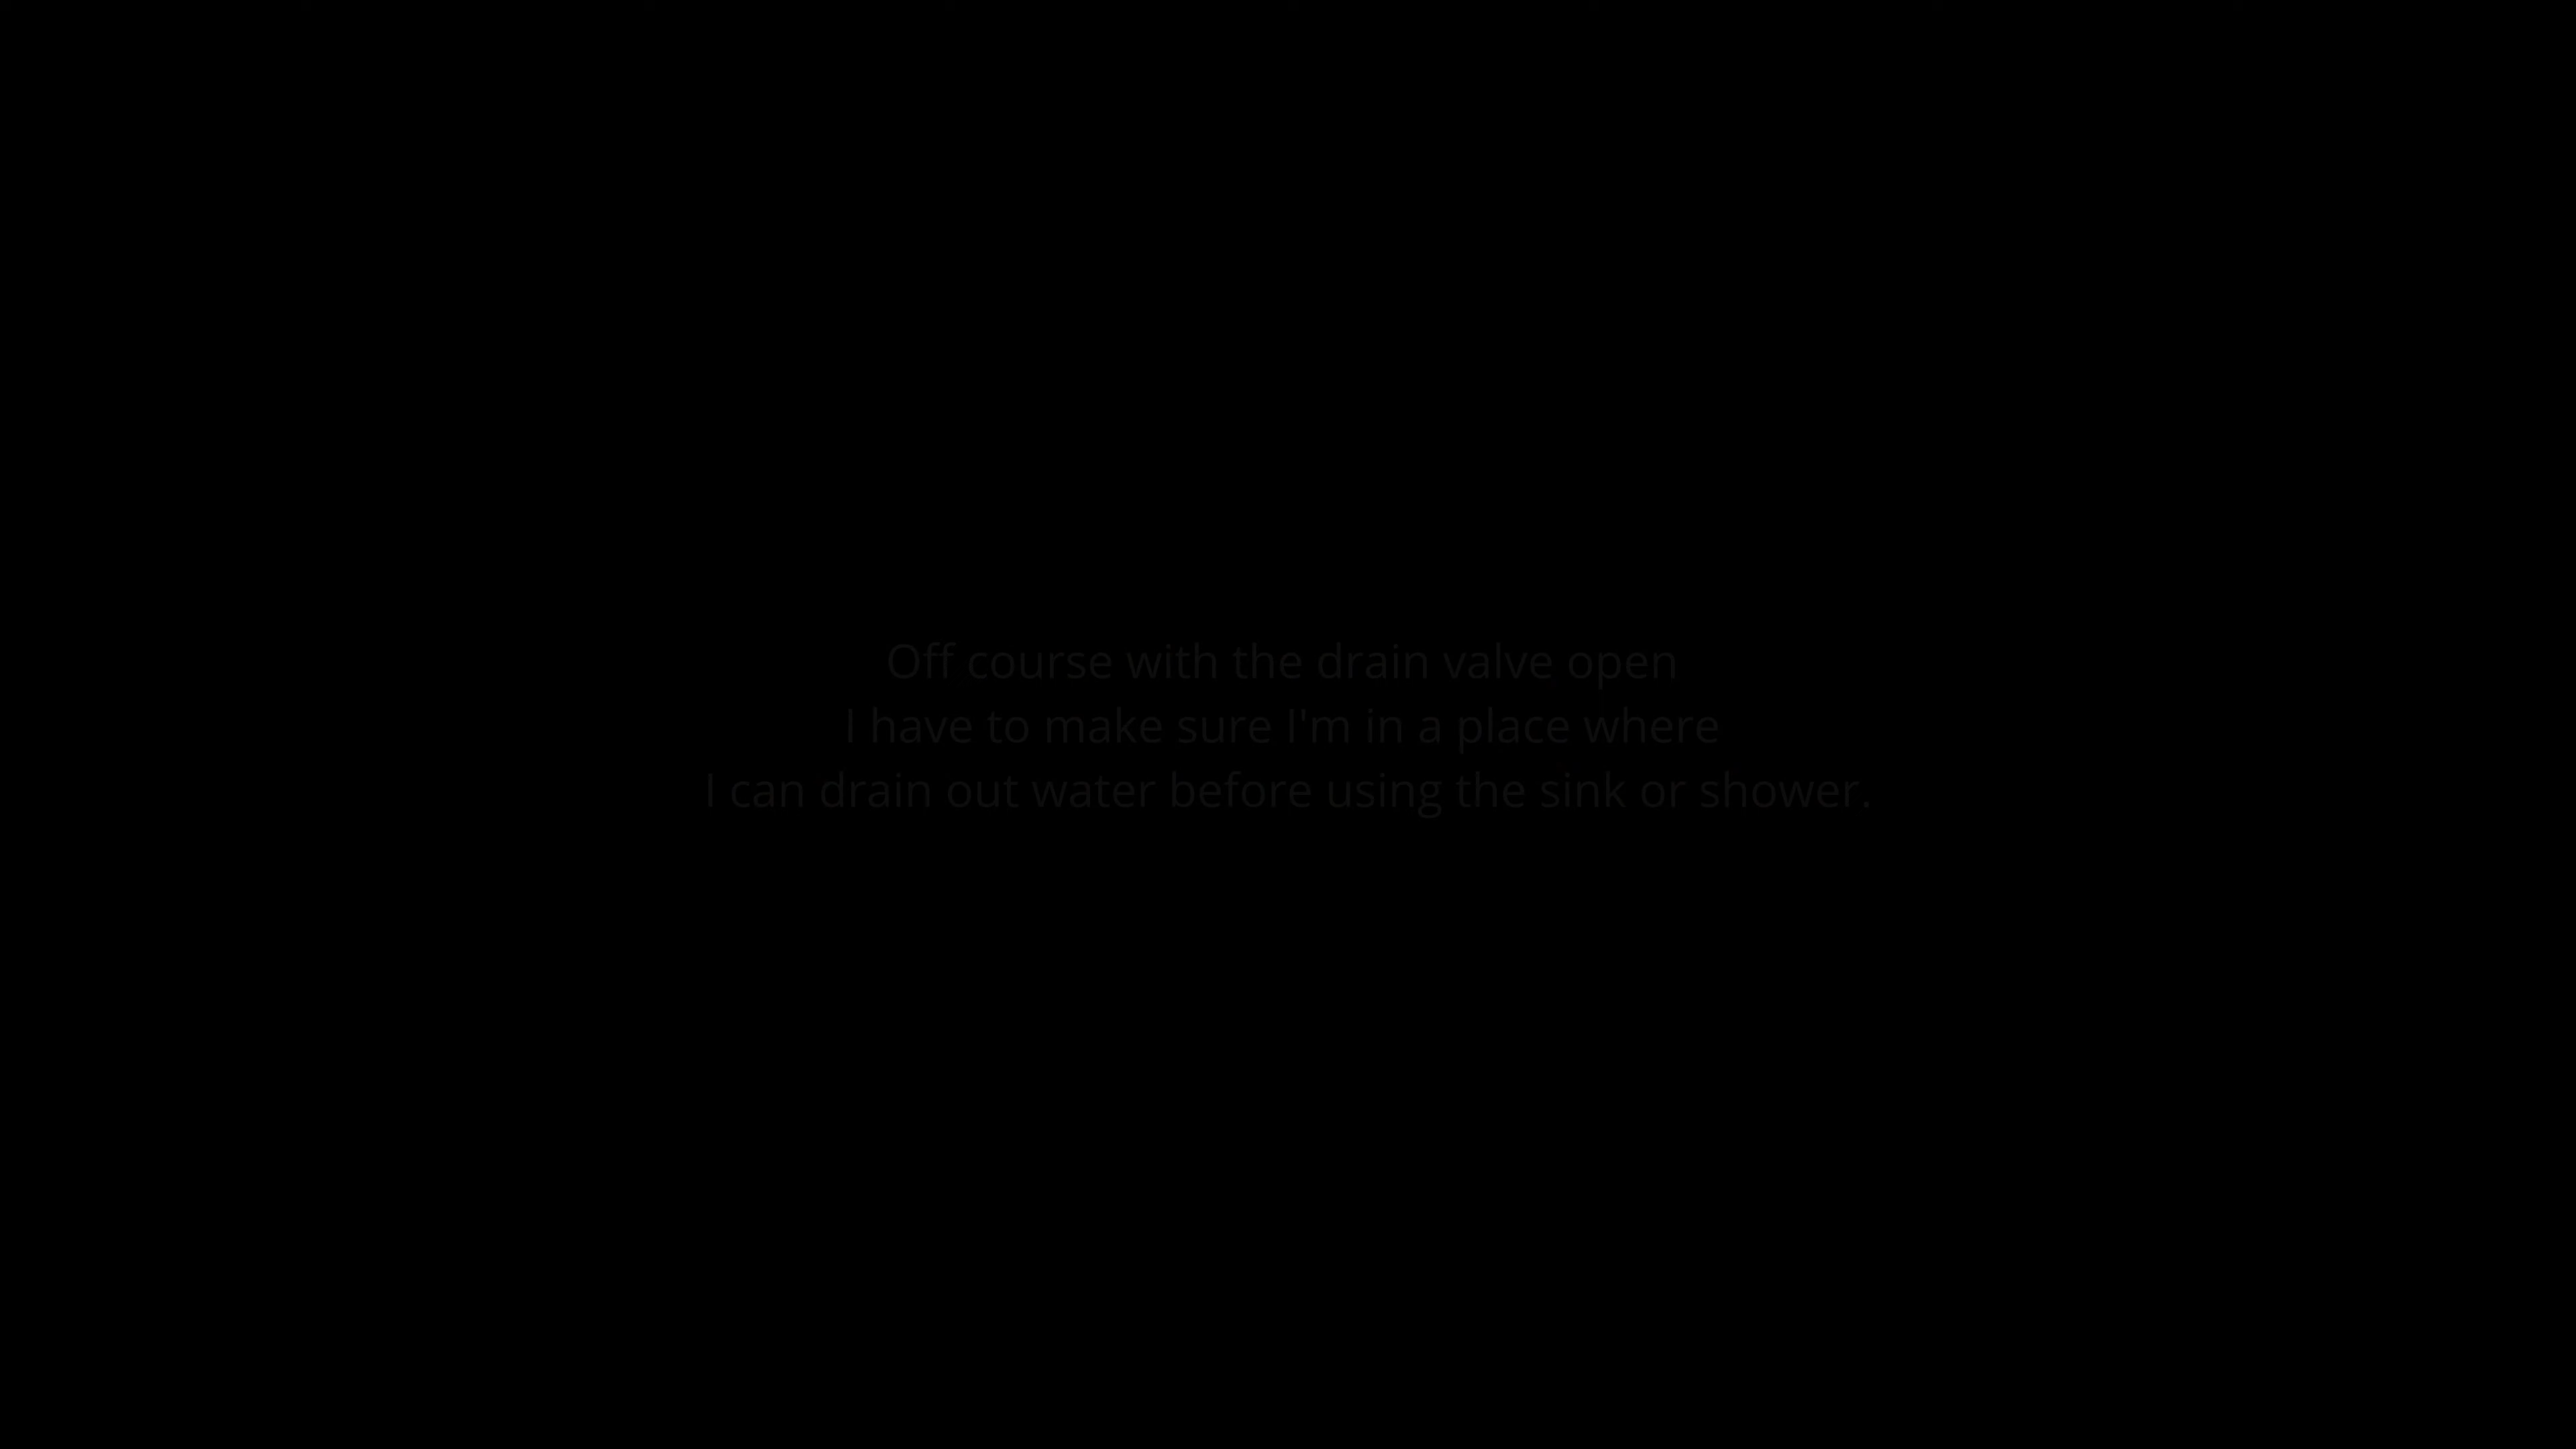 Off course with the drain valve open
I have to make sure I'm in a place where
I can drain out water before using the sink or shower.